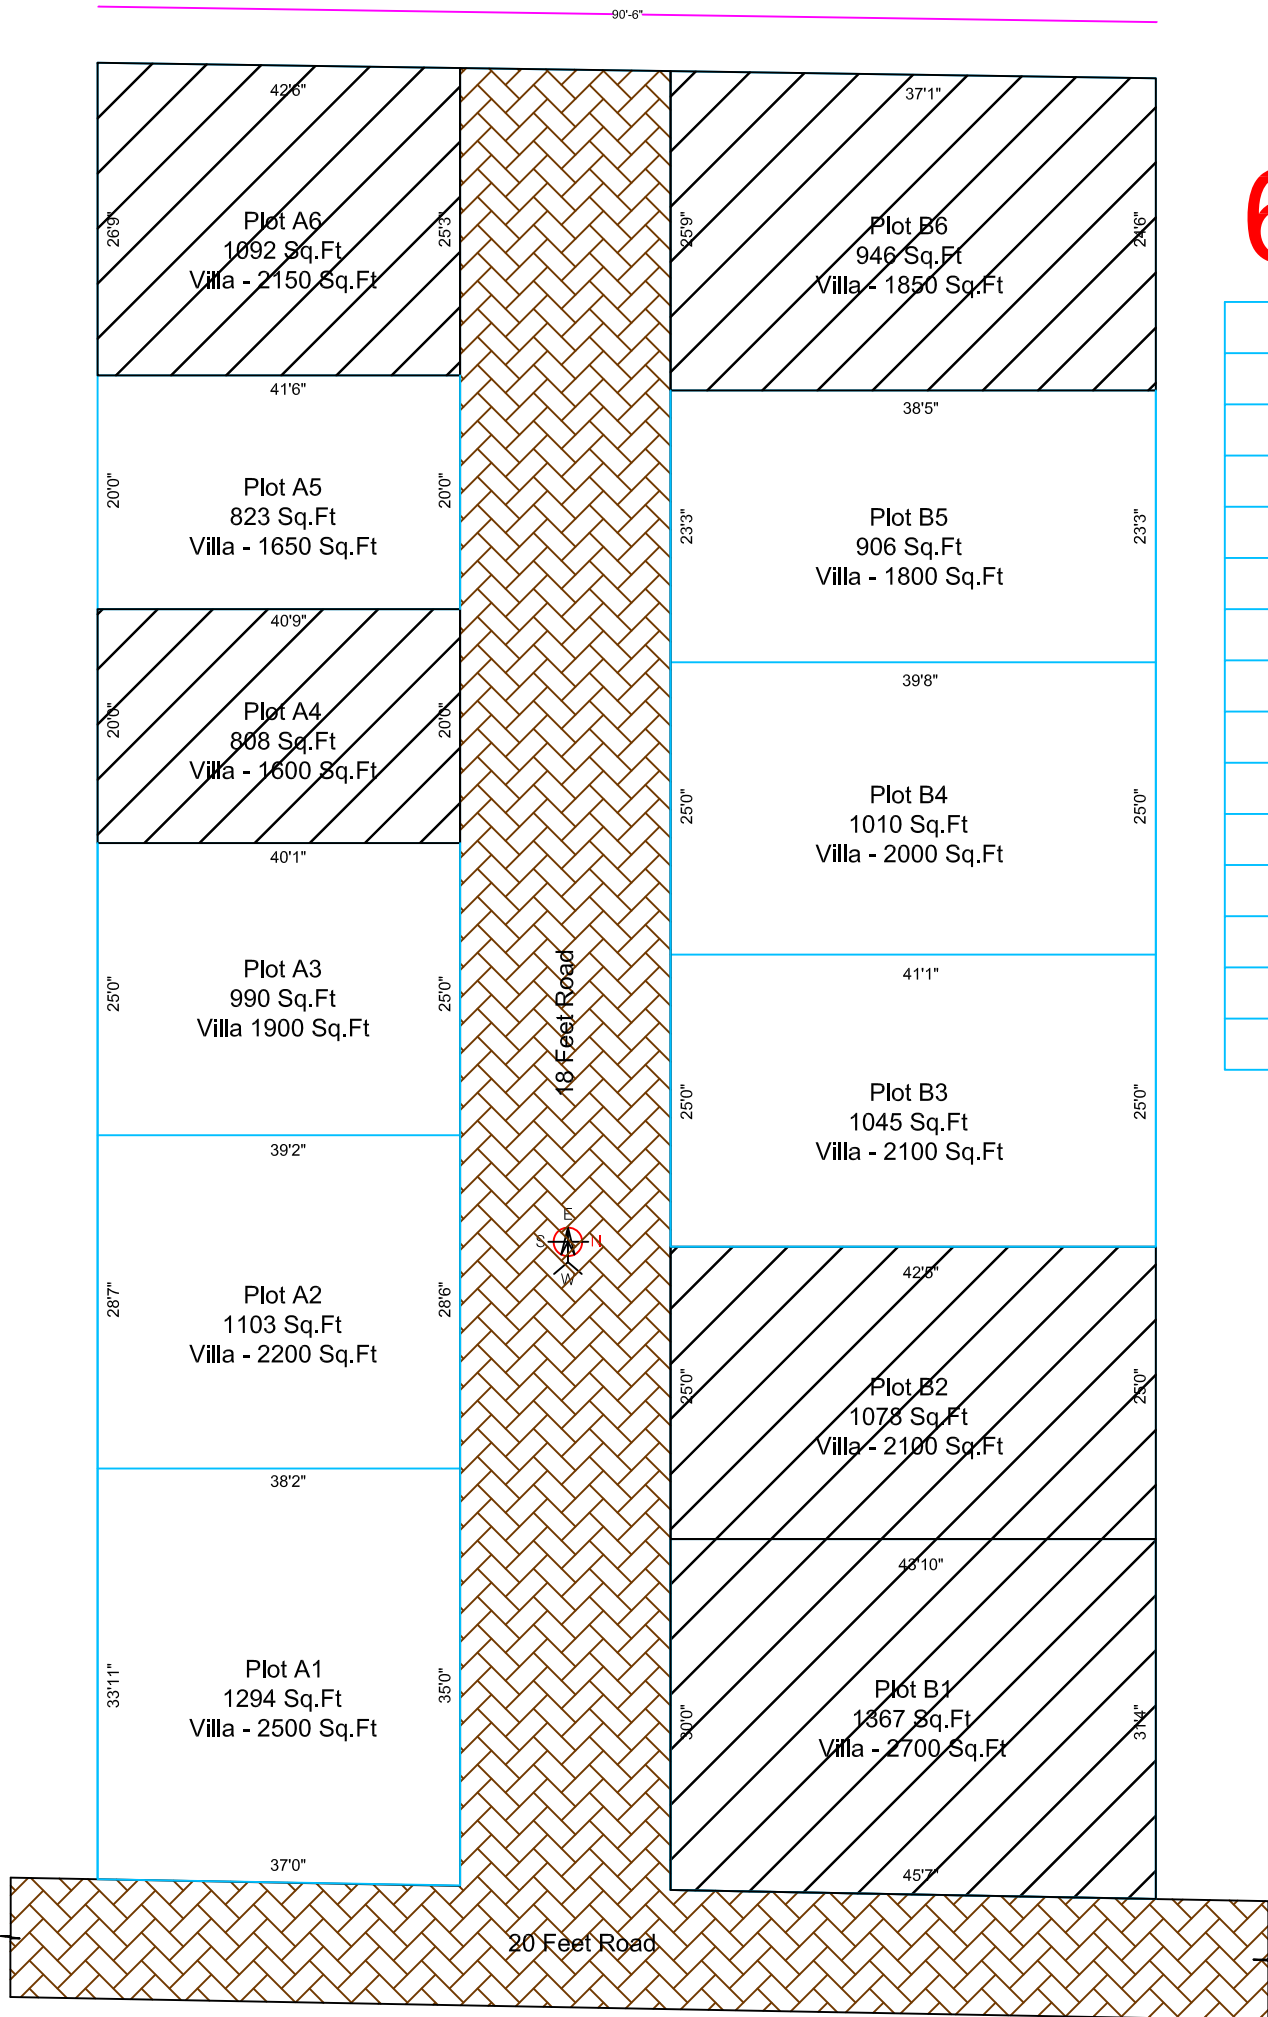 90'-6"
42'6"
26'9"
Plot A6
1092 Sq.Ft
Villa - 2150 Sq.Ft
25'3"
37'1"
25'9"
Plot B6
946 Sq.Ft
Villa - 1850 Sq.Ft
24'6"
6
41'6"
20'0"
Plot A5
823 Sq.Ft
Villa - 1650 Sq.Ft
20'0"
38'5"
23'3"
Plot B5
906 Sq.Ft
Villa - 1800 Sq.Ft
23'3"
40'9"
20'0"
Plot A4
808 Sq.Ft
Villa - 1600 Sq.Ft
20'0"
39'8"
25'0"
Plot B4
1010 Sq.Ft
Villa - 2000 Sq.Ft
25'0"
40'1"
25'0"
Plot A3
990 Sq.Ft
Villa 1900 Sq.Ft
25'0"
18 Feet Road
41'1"
25'0"
Plot B3
1045 Sq.Ft
Villa - 2100 Sq.Ft
25'0"
39'2"
28'7"
Plot A2
1103 Sq.Ft
Villa - 2200 Sq.Ft
28'6"
E
S N
W
42'5"
25'0"
Plot B2
1078 Sq.Ft
Villa - 2100 Sq.Ft
25'0"
38'2"
33'11"
Plot A1
1294 Sq.Ft
Villa - 2500 Sq.Ft
35'0"
37'0"
43'10"
30'0"
Plot B1
1367 Sq.Ft
Villa - 2700 Sq.Ft
31'4"
45'7"
20 Feet Road